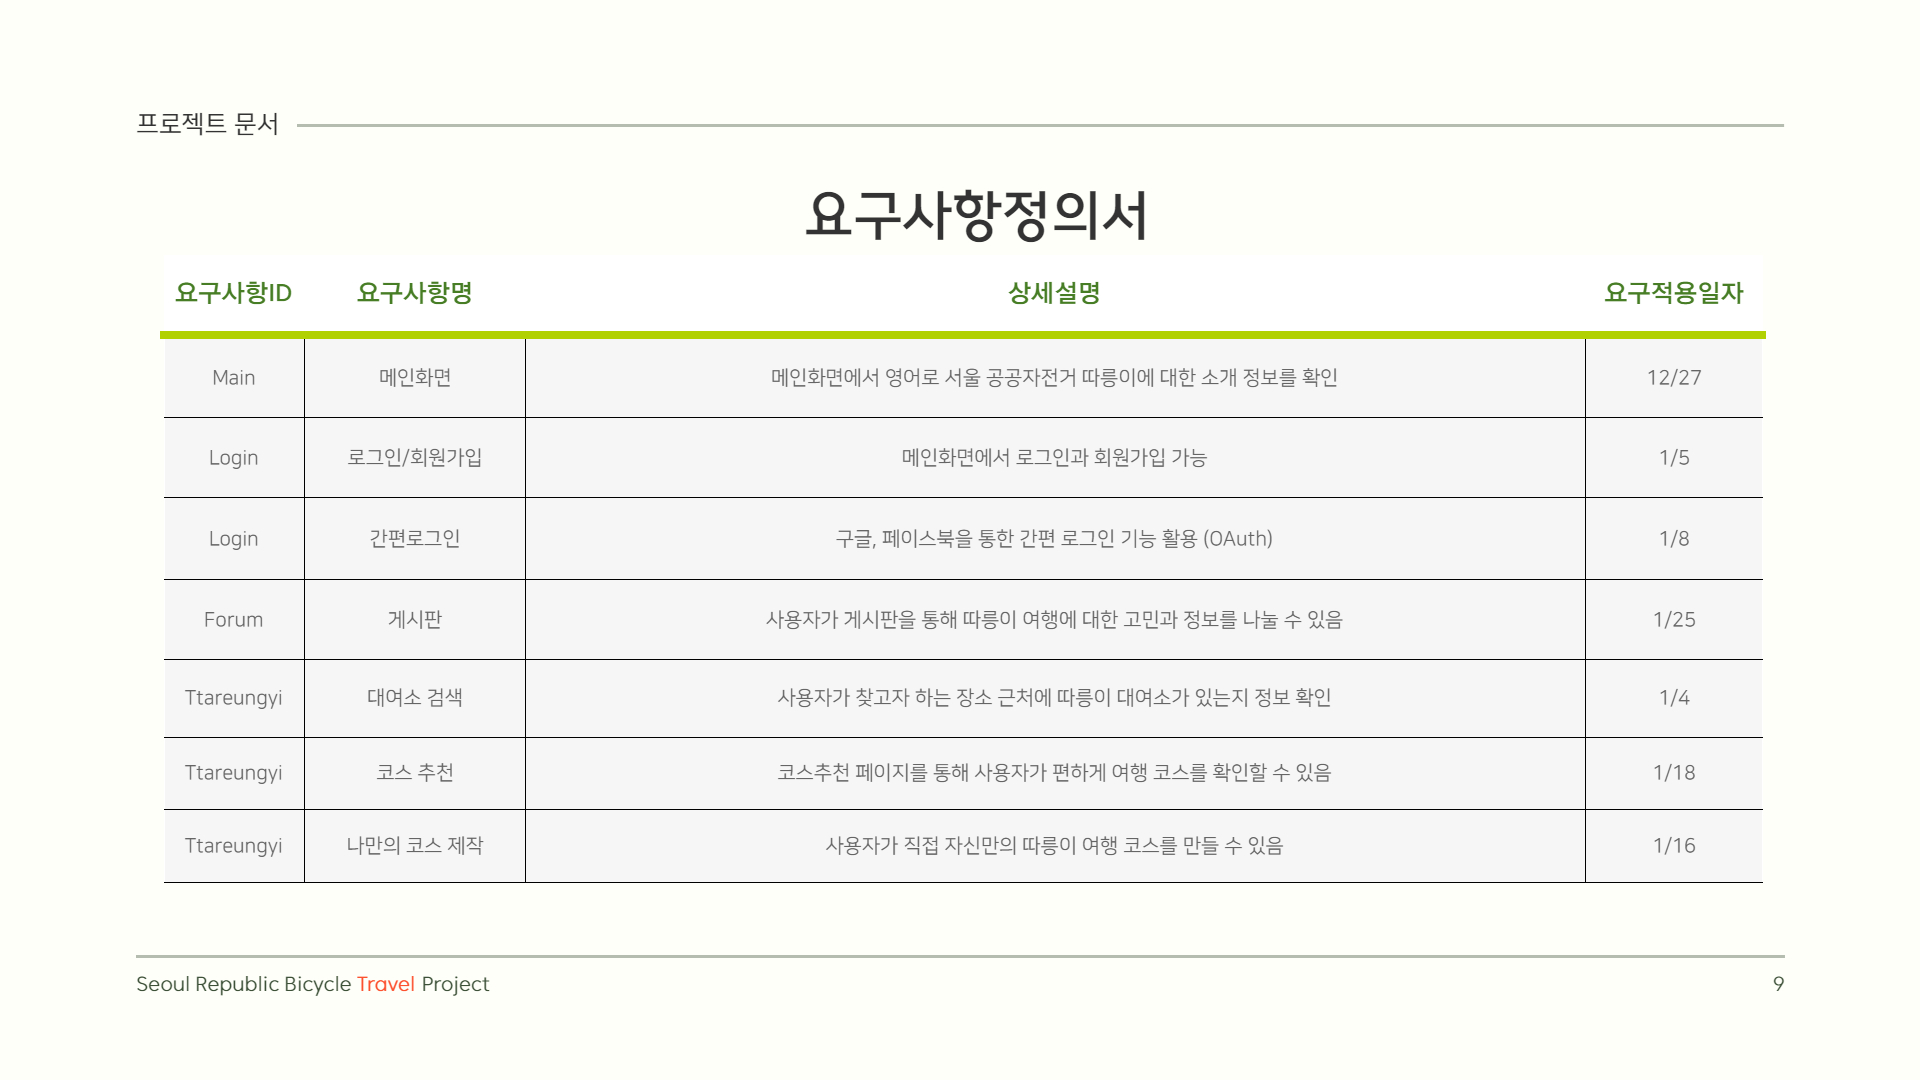 프로젝트 문서
요구사항정의서
요구사항ID 요구사항명 상세설명 요구적용일자
Main 메인화면 메인화면에서 영어로 서울 공공자전거 따릉이에 대한 소개 정보를 확인 12/27
Login 로그인/회원가입 메인화면에서 로그인과 회원가입 가능 1/5
Login 간편로그인 구글, 페이스북을 통한 간편 로그인 기능 활용 (OAuth) 1/8
Forum 게시판 사용자가 게시판을 통해 따릉이 여행에 대한 고민과 정보를 나눌 수 있음 1/25
Ttareungyi 대여소 검색 사용자가 찾고자 하는 장소 근처에 따릉이 대여소가 있는지 정보 확인 1/4
Ttareungyi 코스 추천 코스추천 페이지를 통해 사용자가 편하게 여행 코스를 확인할 수 있음 1/18
Ttareungyi 나만의 코스 제작 사용자가 직접 자신만의 따릉이 여행 코스를 만들 수 있음 1/16
Seoul Republic Bicycle Travel Project 9